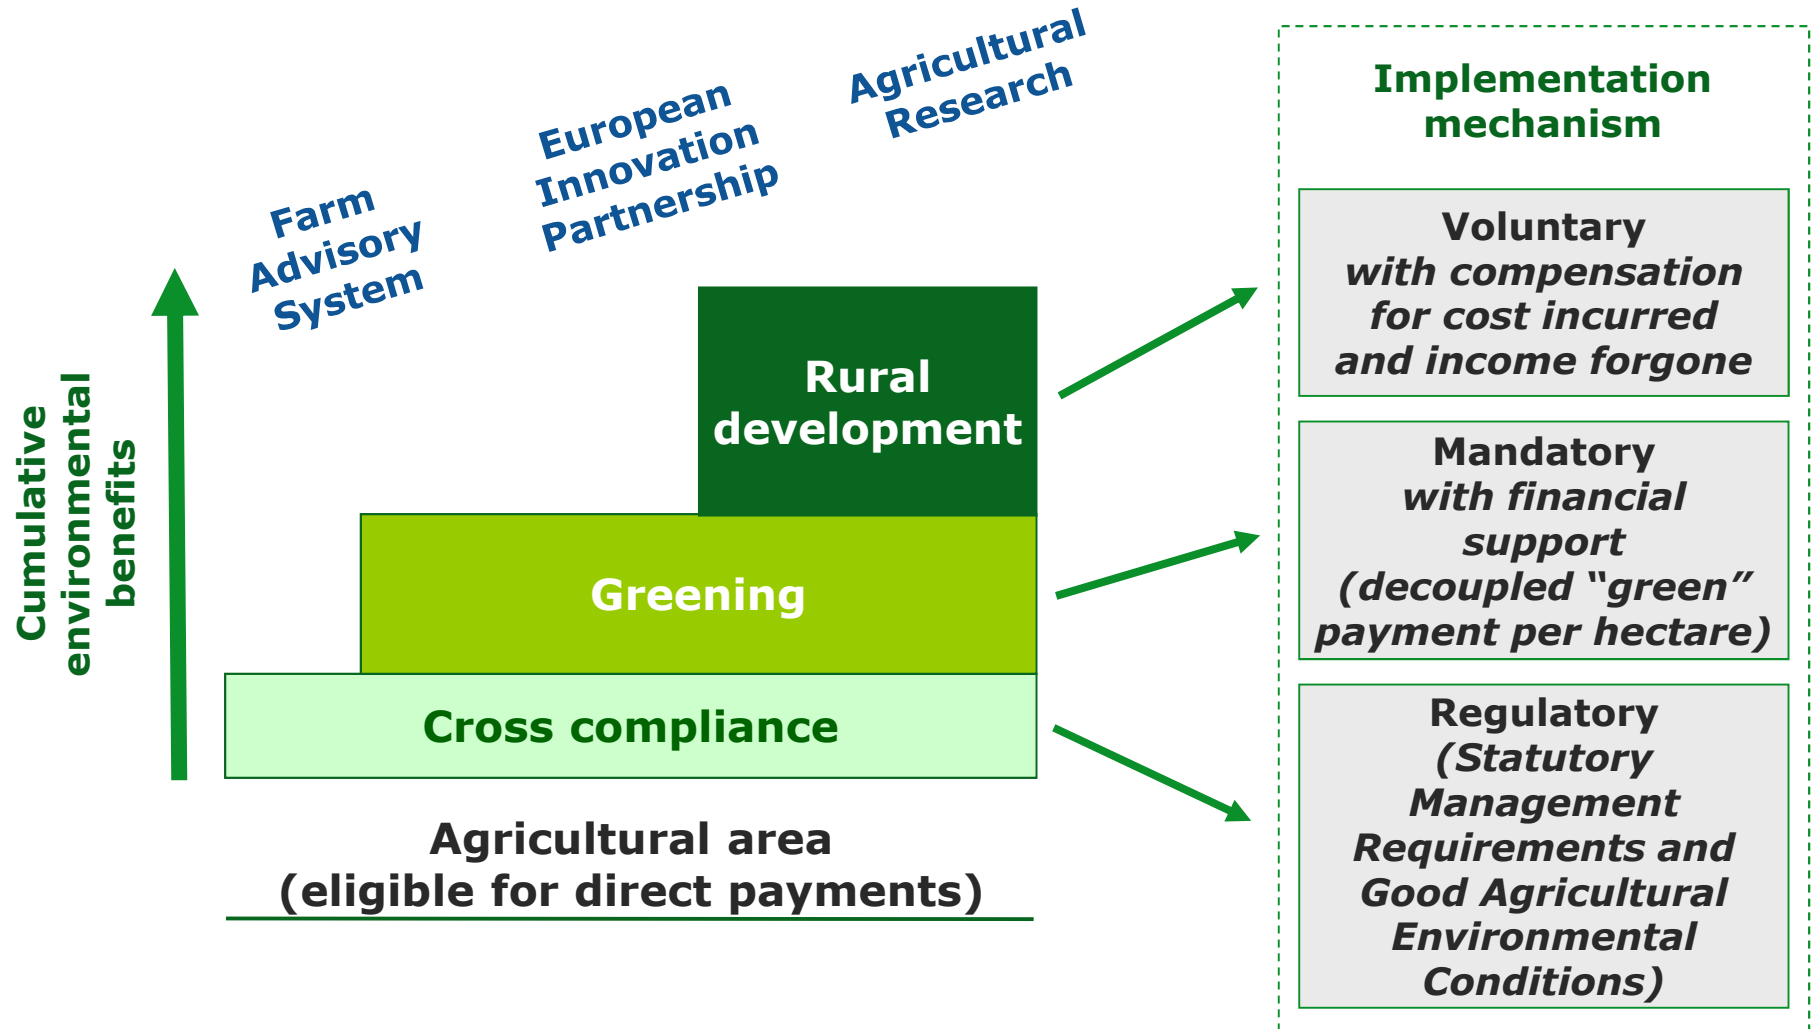 Farm
Advisory
System
European
Innovation
Partnership
Agricultural
Research
Cumulative
environmental
benefits
Rural
development
Greening
Cross compliance
Agricultural area
(eligible for direct payments)
Implementation
mechanism
Voluntary
with compensation
for cost incurred
and income forgone
Mandatory
with financial
support
(decoupled “green”
payment per hectare)
Regulatory
(Statutory
Management
Requirements and
Good Agricultural
Environmental
Conditions)